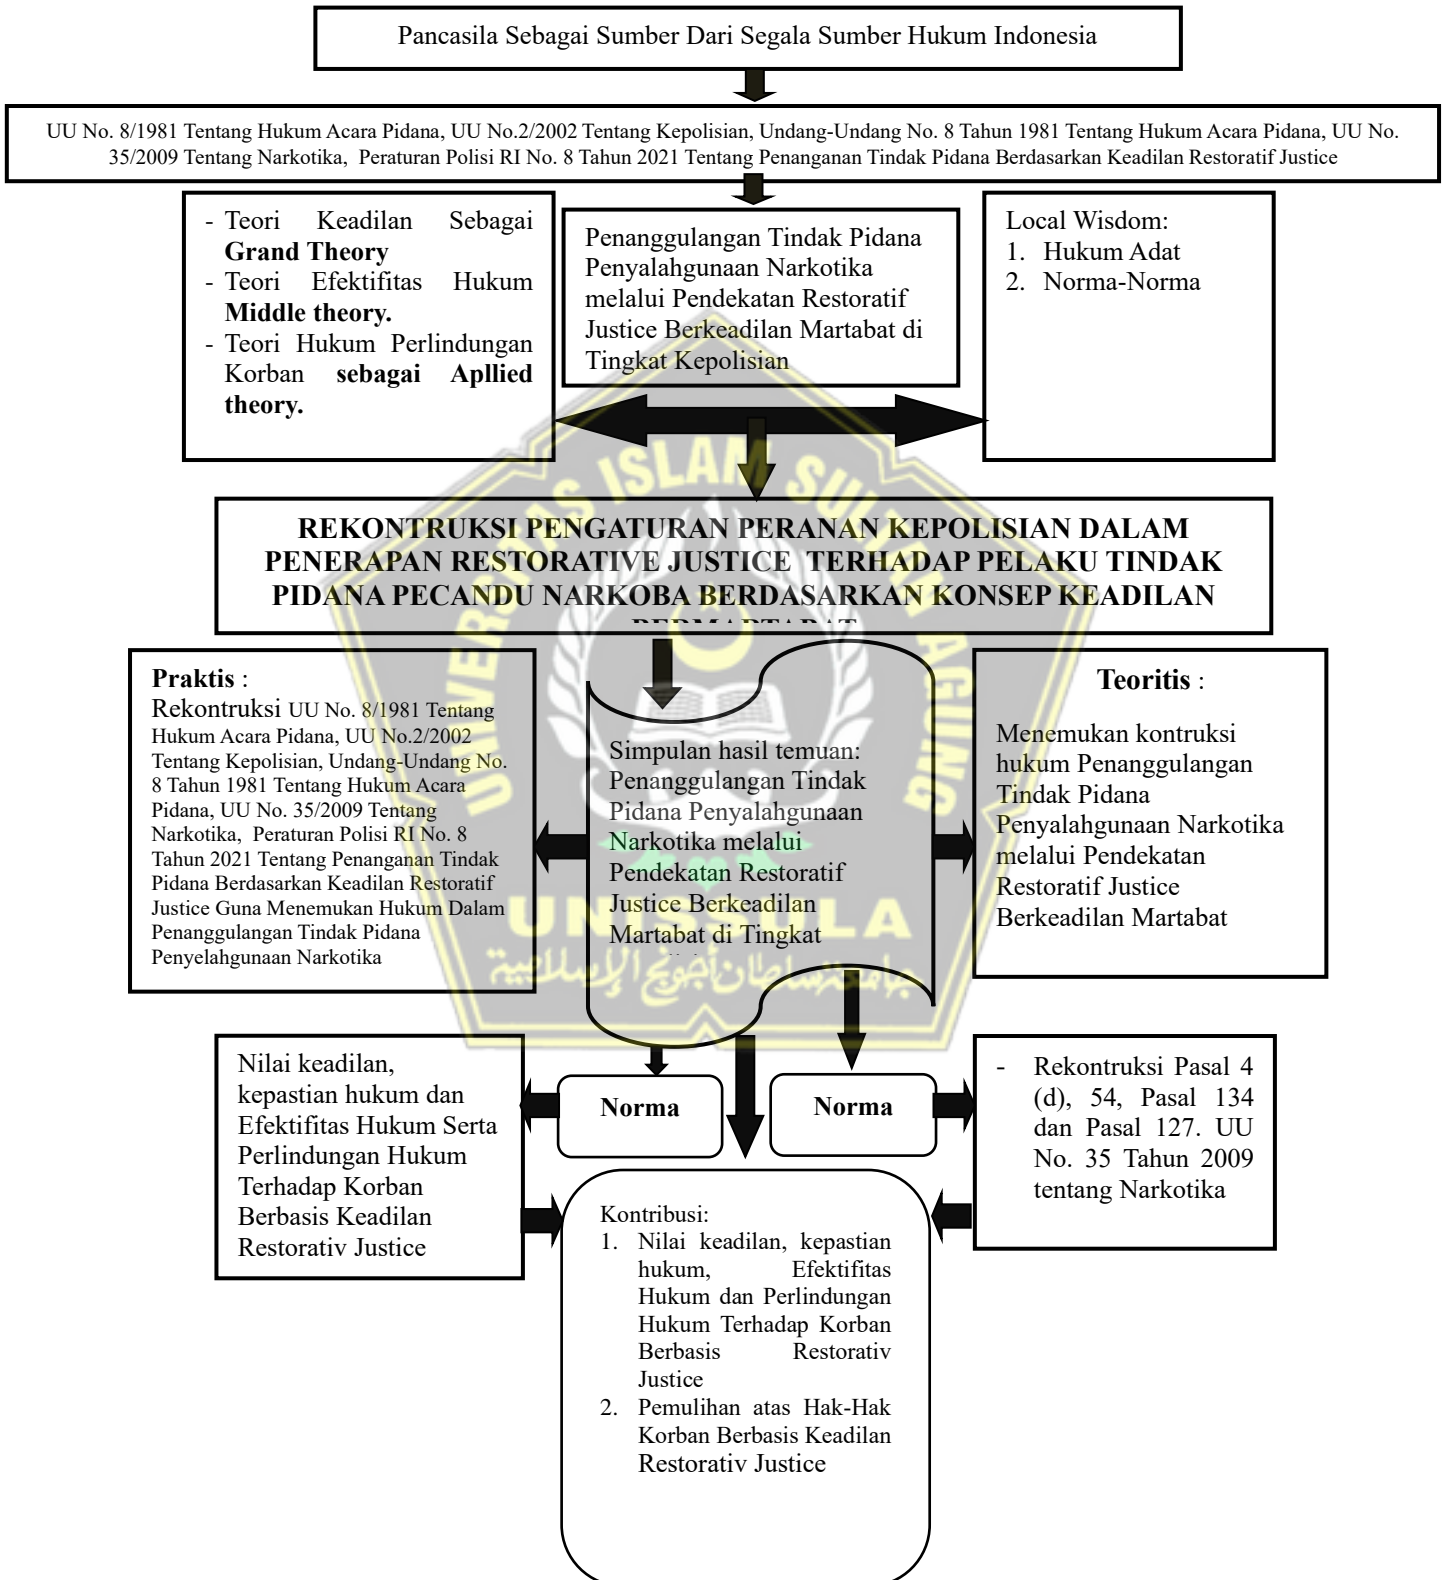 Pancasila Sebagai Sumber Dari Segala Sumber Hukum Indonesia
UU No. 8/1981 Tentang Hukum Acara Pidana, UU No.2/2002 Tentang Kepolisian, Undang-Undang No. 8 Tahun 1981 Tentang Hukum Acara Pidana, UU No.
35/2009 Tentang Narkotika, Peraturan Polisi RI No. 8 Tahun 2021 Tentang Penanganan Tindak Pidana Berdasarkan Keadilan Restoratif Justice
- Teori Keadilan Sebagai
Grand Theory
- Teori Efektifitas Hukum
Middle theory.
- Teori Hukum Perlindungan
Korban sebagai Apllied
theory.
Penanggulangan Tindak Pidana
Penyalahgunaan Narkotika
melalui Pendekatan Restoratif
Justice Berkeadilan Martabat di
Tingkat Kepolisian
Local Wisdom:
1. Hukum Adat
2. Norma-Norma
REKONTRUKSI PENGATURAN PERANAN KEPOLISIAN DALAM
PENERAPAN RESTORATIVE JUSTICE TERHADAP PELAKU TINDAK
PIDANA PECANDU NARKOBA BERDASARKAN KONSEP KEADILAN
BERMARTABAT
Praktis :
Rekontruksi UU No. 8/1981 Tentang
Hukum Acara Pidana, UU No.2/2002
Tentang Kepolisian, Undang-Undang No.
8 Tahun 1981 Tentang Hukum Acara
Pidana, UU No. 35/2009 Tentang
Narkotika, Peraturan Polisi RI No. 8
Tahun 2021 Tentang Penanganan Tindak
Pidana Berdasarkan Keadilan Restoratif
Justice Guna Menemukan Hukum Dalam
Penanggulangan Tindak Pidana
Penyelahgunaan Narkotika
Simpulan hasil temuan:
Penanggulangan Tindak
Pidana Penyalahgunaan
Narkotika melalui
Pendekatan Restoratif
Justice Berkeadilan
Martabat di Tingkat
Teoritis :
Menemukan kontruksi
hukum Penanggulangan
Tindak Pidana
Penyalahgunaan Narkotika
melalui Pendekatan
Restoratif Justice
Berkeadilan Martabat
Nilai keadilan,
kepastian hukum dan
Efektifitas Hukum Serta
Perlindungan Hukum
Terhadap Korban
Berbasis Keadilan
Restorativ Justice
Norma
Norma
- Rekontruksi Pasal 4
(d), 54, Pasal 134
dan Pasal 127. UU
No. 35 Tahun 2009
tentang Narkotika
Kontribusi:
1. Nilai keadilan, kepastian
hukum, Efektifitas
Hukum dan Perlindungan
Hukum Terhadap Korban
Berbasis Restorativ
Justice
2. Pemulihan atas Hak-Hak
Korban Berbasis Keadilan
Restorativ Justice
UNIVERSITAS ISLAM SULTAN AGUNG
UNISSULA
جامعة سلطان أجونج الإسلامية